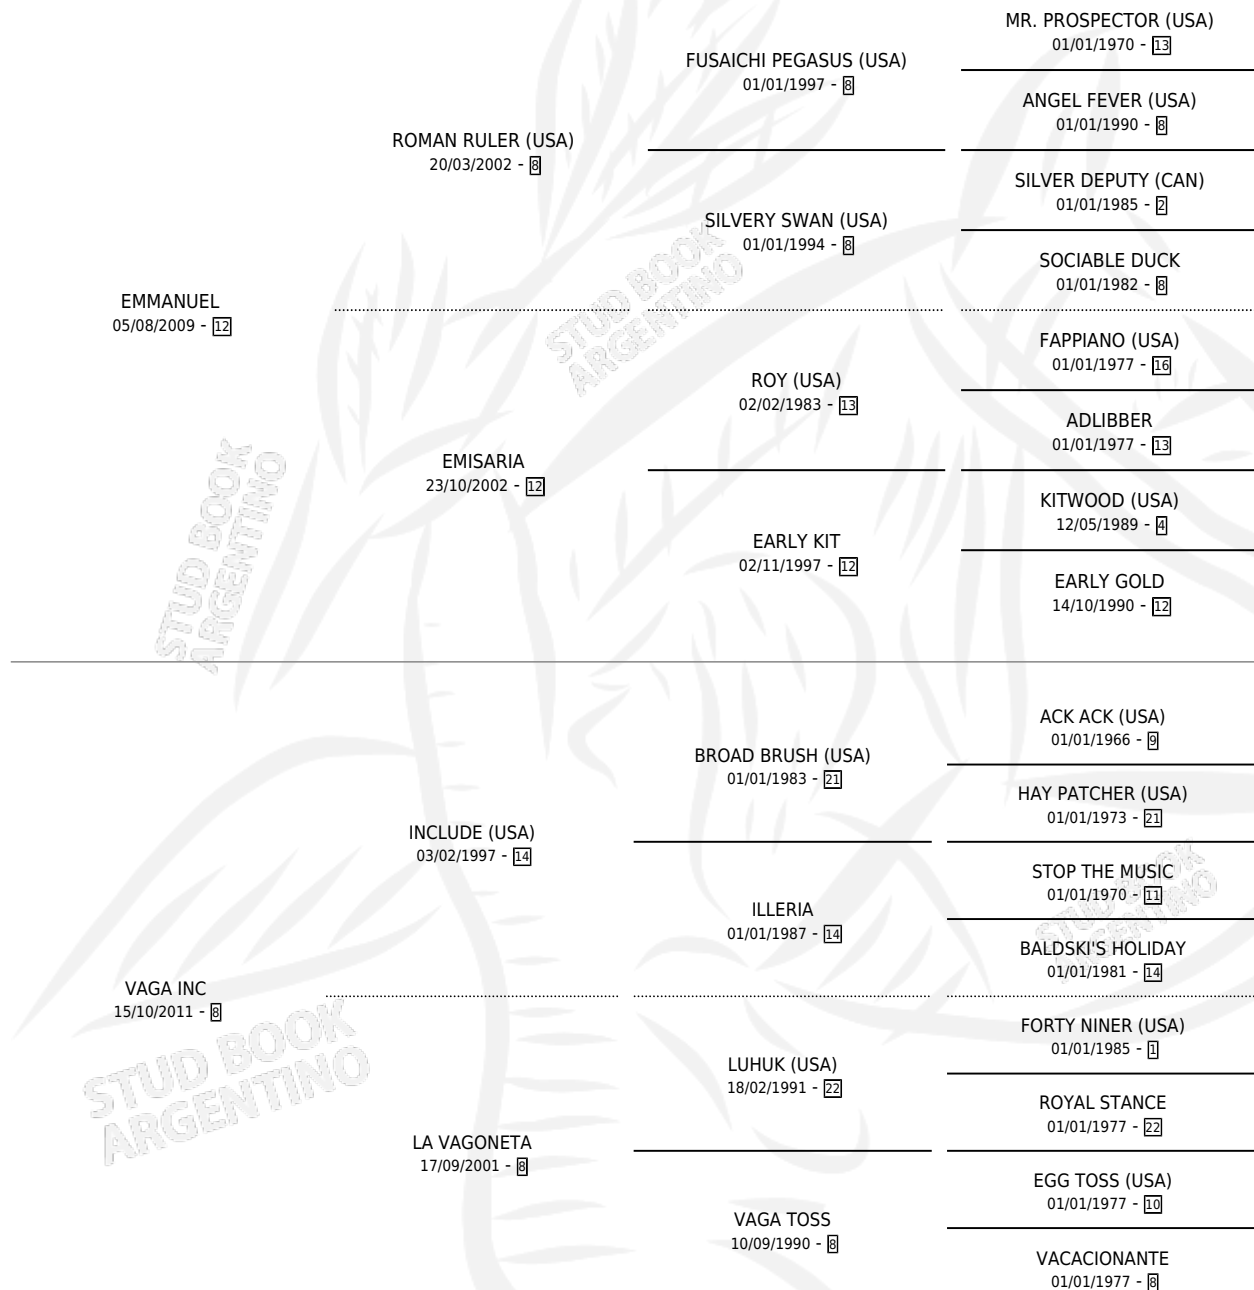 MR. PROSPECTOR (USA)
01/01/1970 - 13
FUSAICHI PEGASUS (USA)
01/01/1997 - 8
ANGEL FEVER (USA)
01/01/1990 - 8
ROMAN RULER (USA)
20/03/2002 - 8
SILVER DEPUTY (CAN)
01/01/1985 - 2
SILVERY SWAN (USA)
01/01/1994 - 8
SOCIABLE DUCK
01/01/1982 - 8
STUD BOOK
ARGENTINO
EMMANUEL
05/08/2009 - 12
FAPPIANO (USA)
01/01/1977 - 16
ROY (USA)
02/02/1983 - 13
ADLIBBER
01/01/1977 - 13
EMISARIA
23/10/2002 - 12
KITWOOD (USA)
12/05/1989 - 4
EARLY KIT
02/11/1997 - 12
EARLY GOLD
14/10/1990 - 12
STUD BOOK
ARGENTINO
ACK ACK (USA)
01/01/1966 - 9
BROAD BRUSH (USA)
01/01/1983 - 21
HAY PATCHER (USA)
01/01/1973 - 21
INCLUDE (USA)
03/02/1997 - 14
STOP THE MUSIC
01/01/1970 - 11
ILLERIA
01/01/1987 - 14
BALDSKI'S HOLIDAY
01/01/1981 - 14
STUD BOOK
ARGENTINO
VAGA INC
15/10/2011 - 8
FORTY NINER (USA)
01/01/1985 - 1
LUHUK (USA)
18/02/1991 - 22
ROYAL STANCE
01/01/1977 - 22
STUD BOOK
ARGENTINO
LA VAGONETA
17/09/2001 - 8
EGG TOSS (USA)
01/01/1977 - 10
VAGA TOSS
10/09/1990 - 8
VACACIONANTE
01/01/1977 - 8